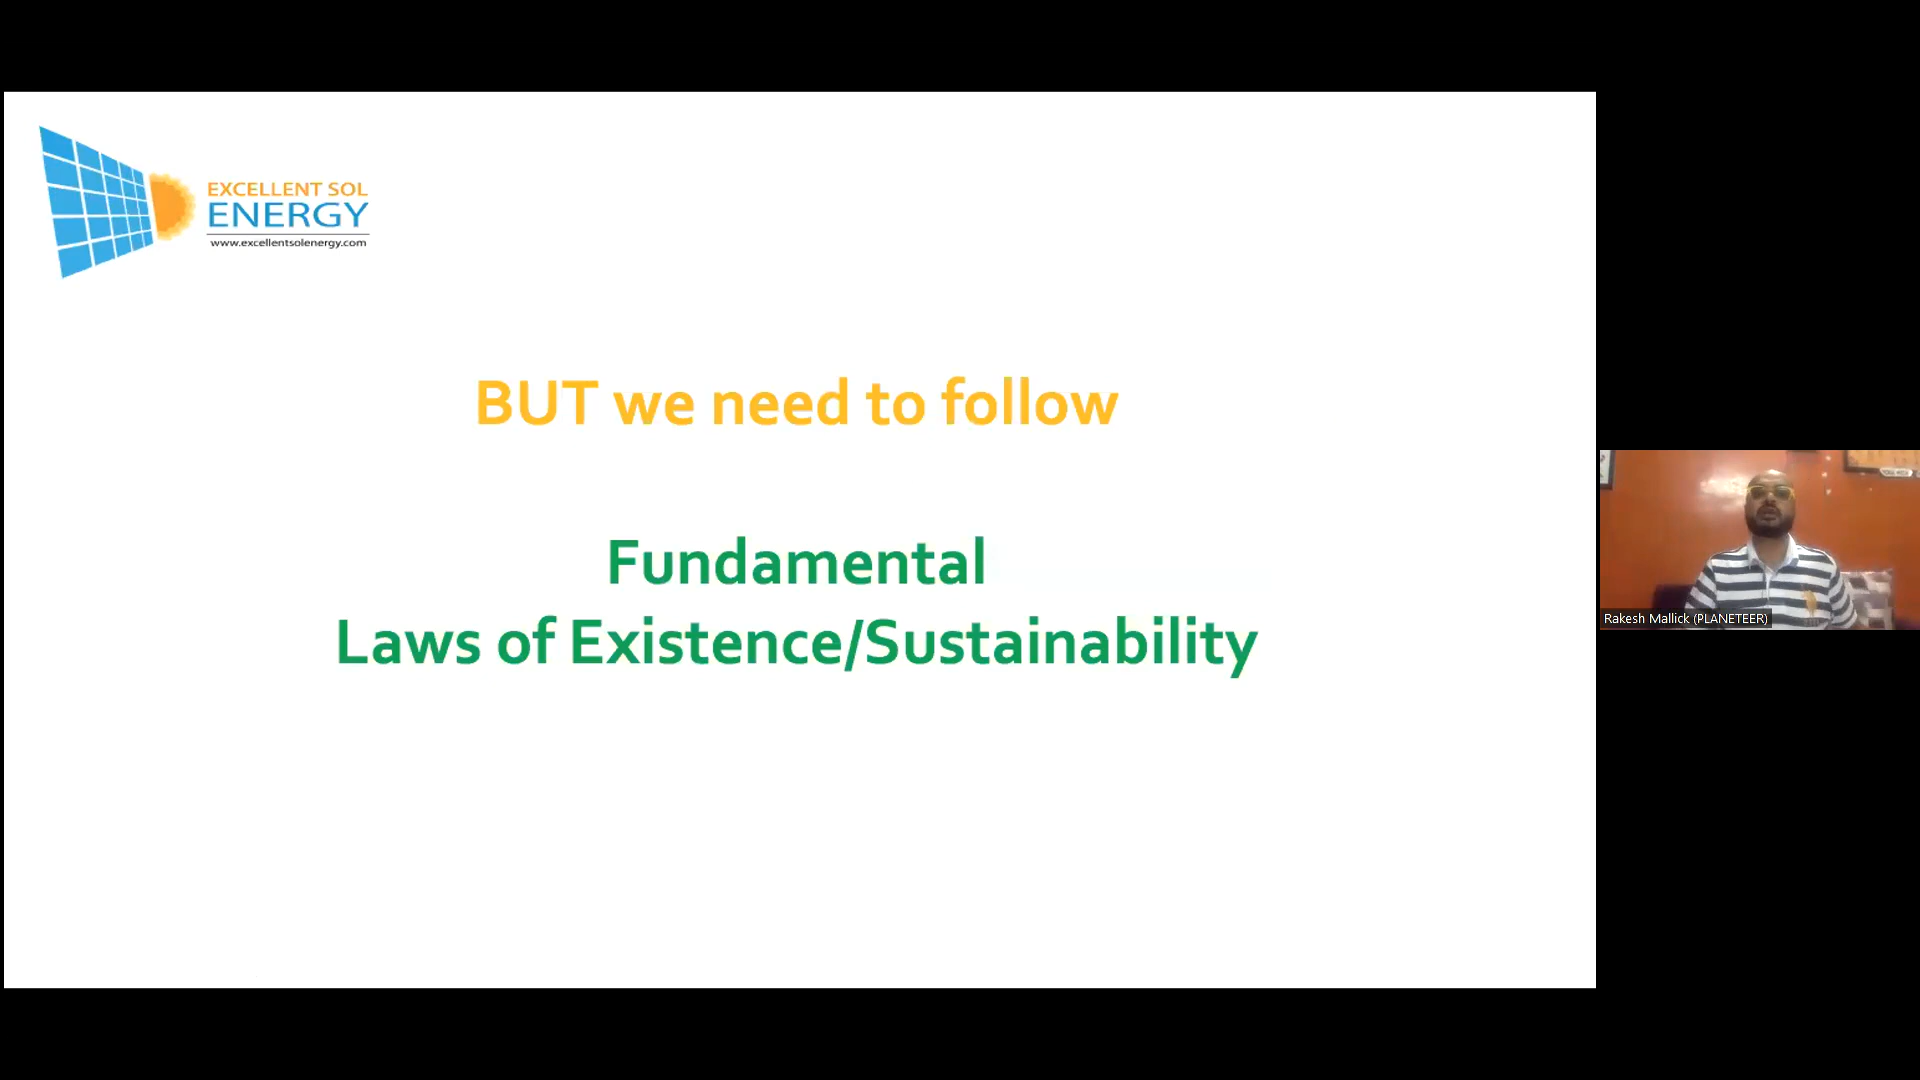 EXCELLENT SOL
ENERGY
www.excellentsolenergy.com
BUT we need to follow
Fundamental
Laws of Existence/Sustainability
Rakesh Mallick (PLANETEER)